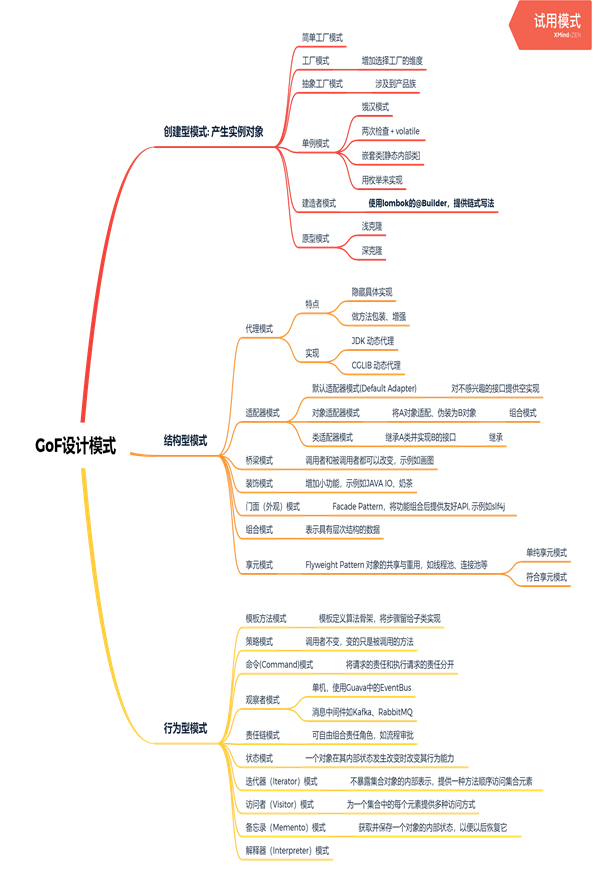 试用模式
XMind:ZEN
GoF设计模式
创建型模式: 产生实例对象
简单工厂模式
工厂模式 增加选择工厂的维度
抽象工厂模式 涉及到产品族
单例模式
饿汉模式
两次检查 + volatile
嵌套类[静态内部类]
用枚举来实现
建造者模式 使用lombok的@Builder，提供链式写法
原型模式
浅克隆
深克隆
结构型模式
代理模式
特点
隐藏具体实现
做方法包装、增强
实现
JDK 动态代理
CGLIB 动态代理
适配器模式
默认适配器模式(Default Adapter) 对不感兴趣的接口提供空实现
对象适配器模式 将A对象适配、伪装为B对象 组合模式
类适配器模式 继承A类并实现B的接口 继承
桥梁模式 调用者和被调用者都可以改变，示例如画图
装饰模式 增加小功能，示例如JAVA IO、奶茶
门面（外观）模式 Facade Pattern，将功能组合后提供友好API, 示例如slf4j
组合模式 表示具有层次结构的数据
享元模式 Flyweight Pattern 对象的共享与重用，如线程池、连接池等
单纯享元模式
符合享元模式
行为型模式
模板方法模式 模板定义算法骨架，将步骤留给子类实现
策略模式 调用者不变，变的只是被调用的方法
命令(Command)模式 将请求的责任和执行请求的责任分开
观察者模式
单机，使用Guava中的EventBus
消息中间件如Kafka、RabbitMQ
责任链模式 可自由组合责任角色，如流程审批
状态模式 一个对象在其内部状态发生改变时改变其行为能力
迭代器（Iterator）模式 不暴露集合对象的内部表示，提供一种方法顺序访问集合元素
访问者（Visitor）模式 为一个集合中的每个元素提供多种访问方式
备忘录（Memento）模式 获取并保存一个对象的内部状态，以便以后恢复它
解释器（Interpreter）模式